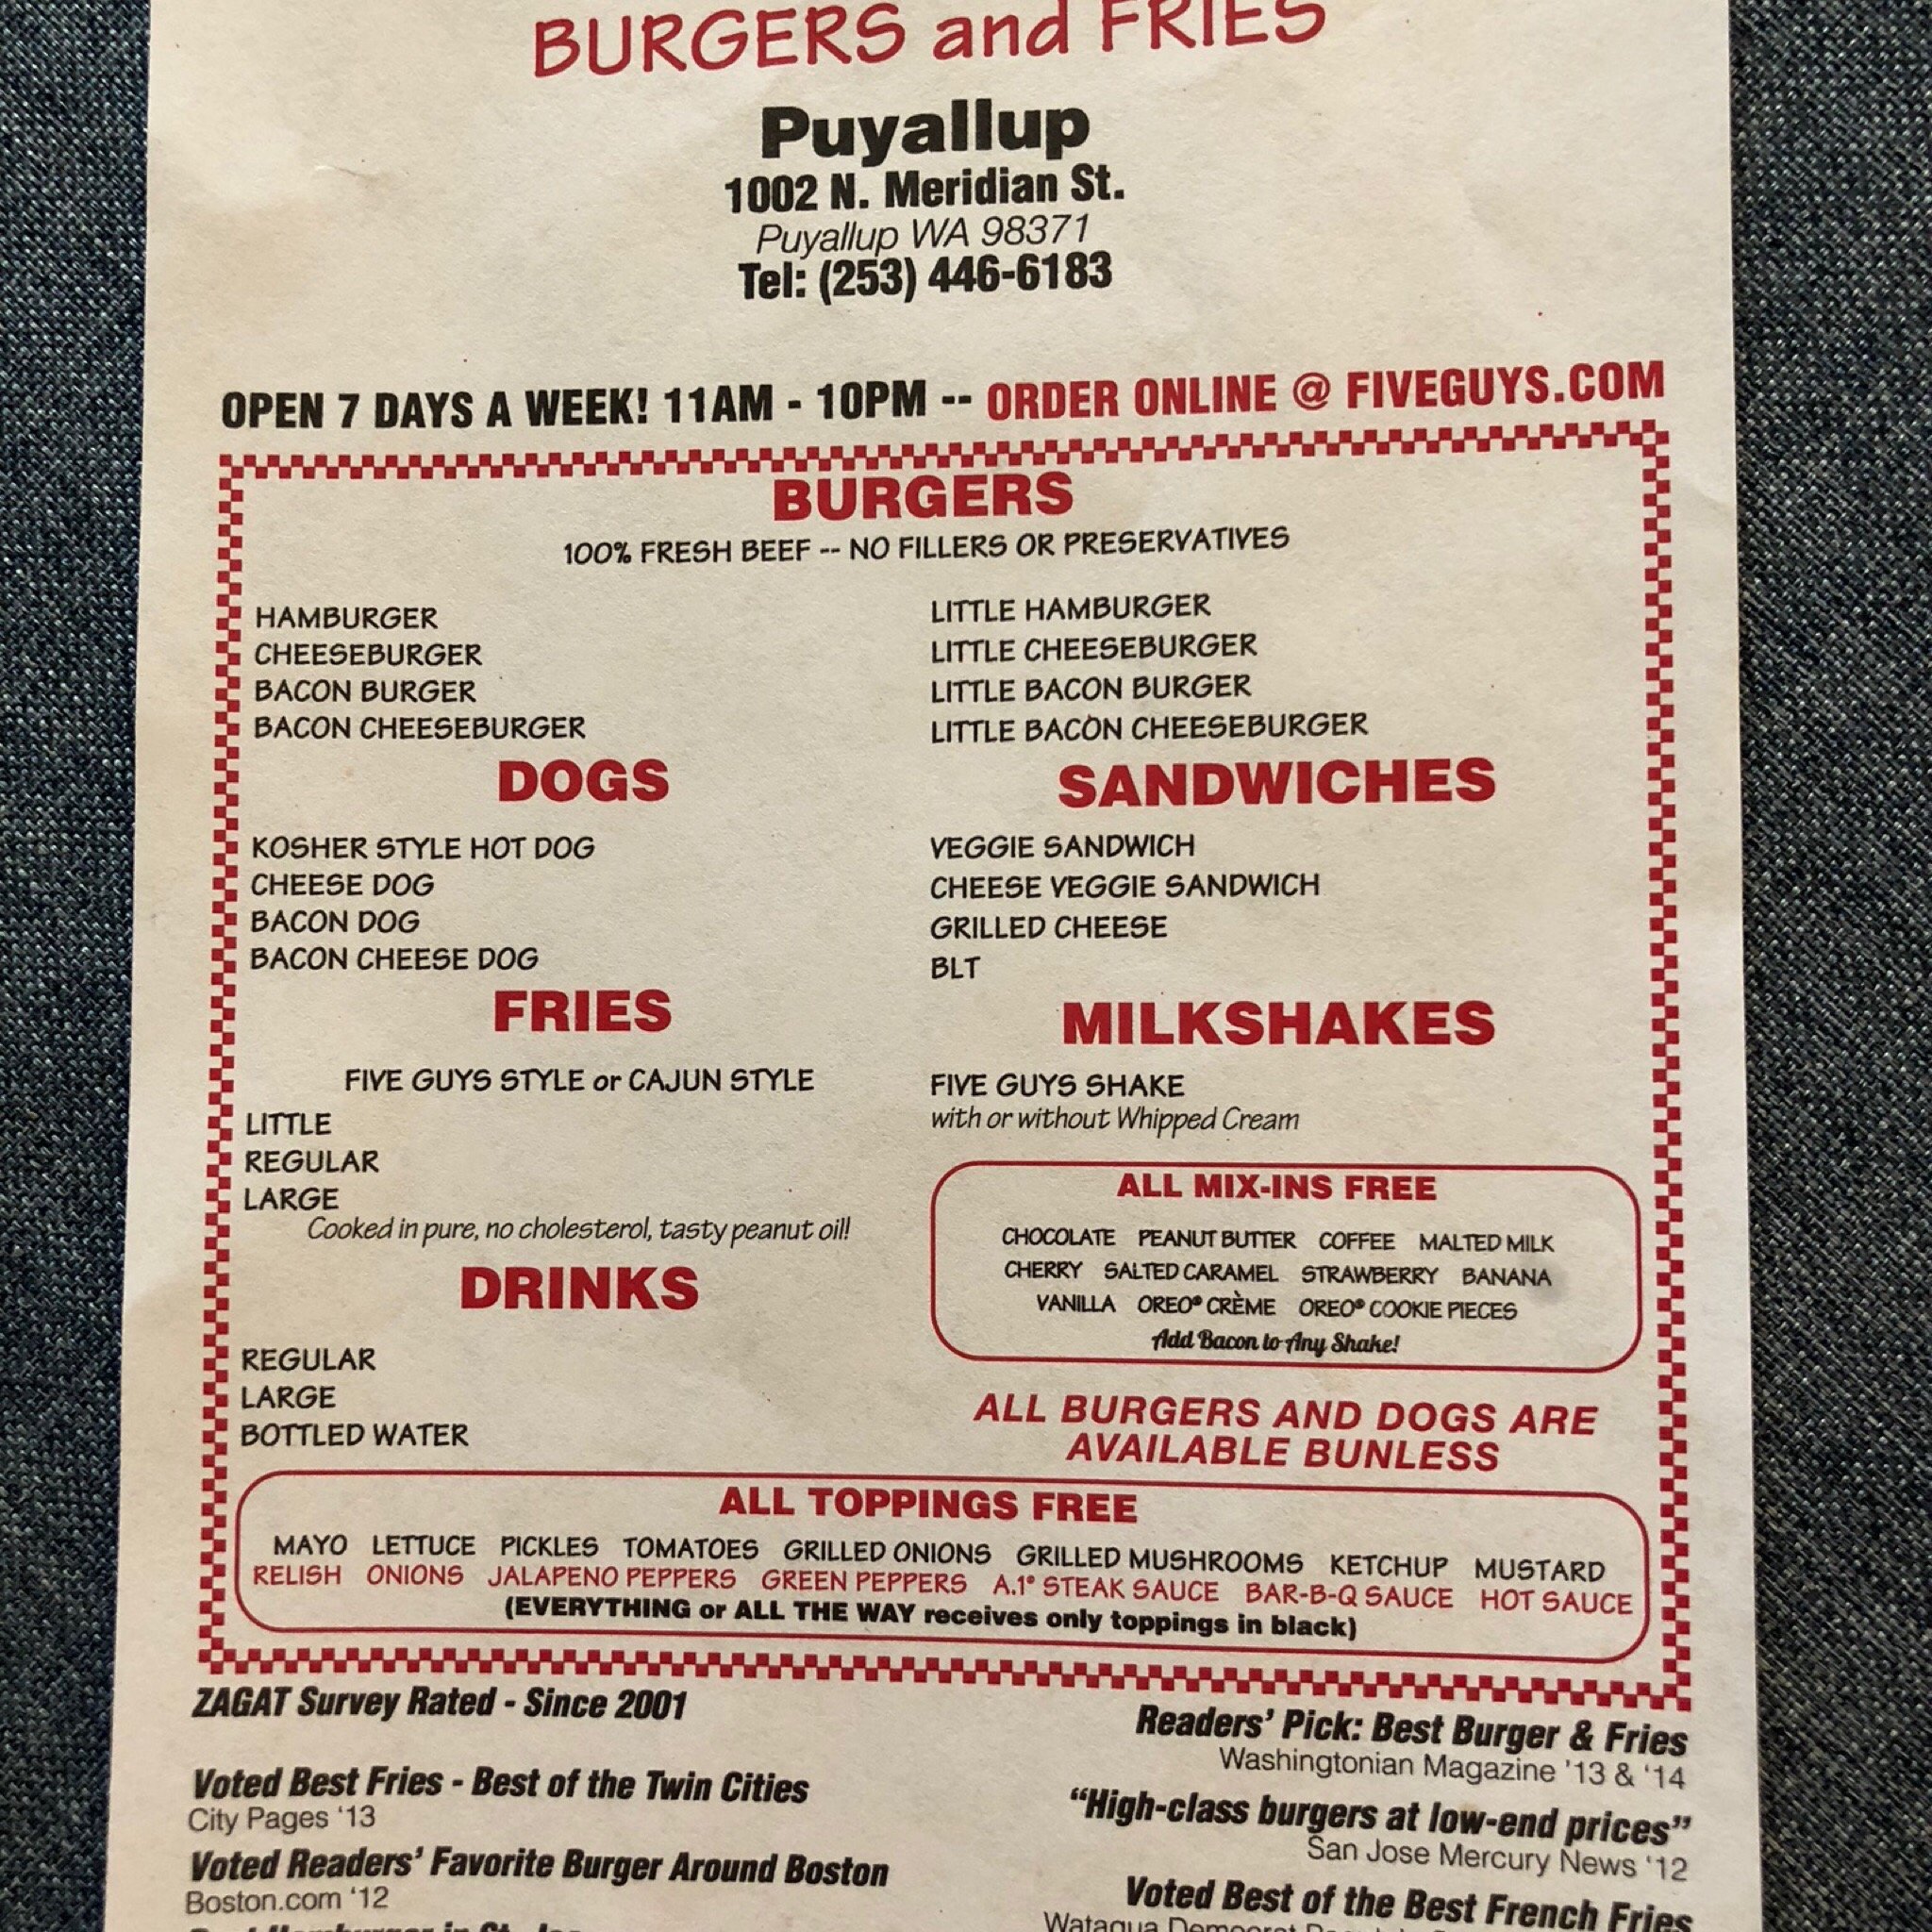 BURGERS and FRIES
Puyallup
1002 N. Meridian St.
Puyallup WA 98371
Tel: (253) 446-6183
OPEN 7 DAYS A WEEK! 11AM - 10PM -- ORDER ONLINE @ FIVEGUYS.COM
BURGERS
100% FRESH BEEF -- NO FILLERS OR PRESERVATIVES
HAMBURGER
CHEESEBURGER
BACON BURGER
BACON CHEESEBURGER
LITTLE HAMBURGER
LITTLE CHEESEBURGER
LITTLE BACON BURGER
LITTLE BACON CHEESEBURGER
DOGS
KOSHER STYLE HOT DOG
CHEESE DOG
BACON DOG
BACON CHEESE DOG
SANDWICHES
VEGGIE SANDWICH
CHEESE VEGGIE SANDWICH
GRILLED CHEESE
BLT
FRIES
FIVE GUYS STYLE or CAJUN STYLE
LITTLE
REGULAR
LARGE
Cooked in pure, no cholesterol, tasty peanut oil!
MILKSHAKES
FIVE GUYS SHAKE
with or without Whipped Cream
ALL MIX-INS FREE
CHOCOLATE PEANUT BUTTER COFFEE MALTED MILK
CHERRY SALTED CARAMEL STRAWBERRY BANANA
VANILLA OREO® CRÈME OREO® COOKIE PIECES
Add Bacon to Any Shake!
DRINKS
REGULAR
LARGE
BOTTLED WATER
ALL BURGERS AND DOGS ARE
AVAILABLE BUNLESS
ALL TOPPINGS FREE
MAYO LETTUCE PICKLES TOMATOES GRILLED ONIONS GRILLED MUSHROOMS KETCHUP MUSTARD
RELISH ONIONS JALAPENO PEPPERS GREEN PEPPERS A.1® STEAK SAUCE BAR-B-Q SAUCE HOT SAUCE
(EVERYTHING or ALL THE WAY receives only toppings in black)
ZAGAT Survey Rated - Since 2001
Voted Best Fries - Best of the Twin Cities
City Pages '13
Voted Readers' Favorite Burger Around Boston
Boston.com '12
Readers' Pick: Best Burger & Fries
Washingtonian Magazine '13 & '14
"High-class burgers at low-end prices"
San Jose Mercury News '12
Voted Best of the Best French Fries